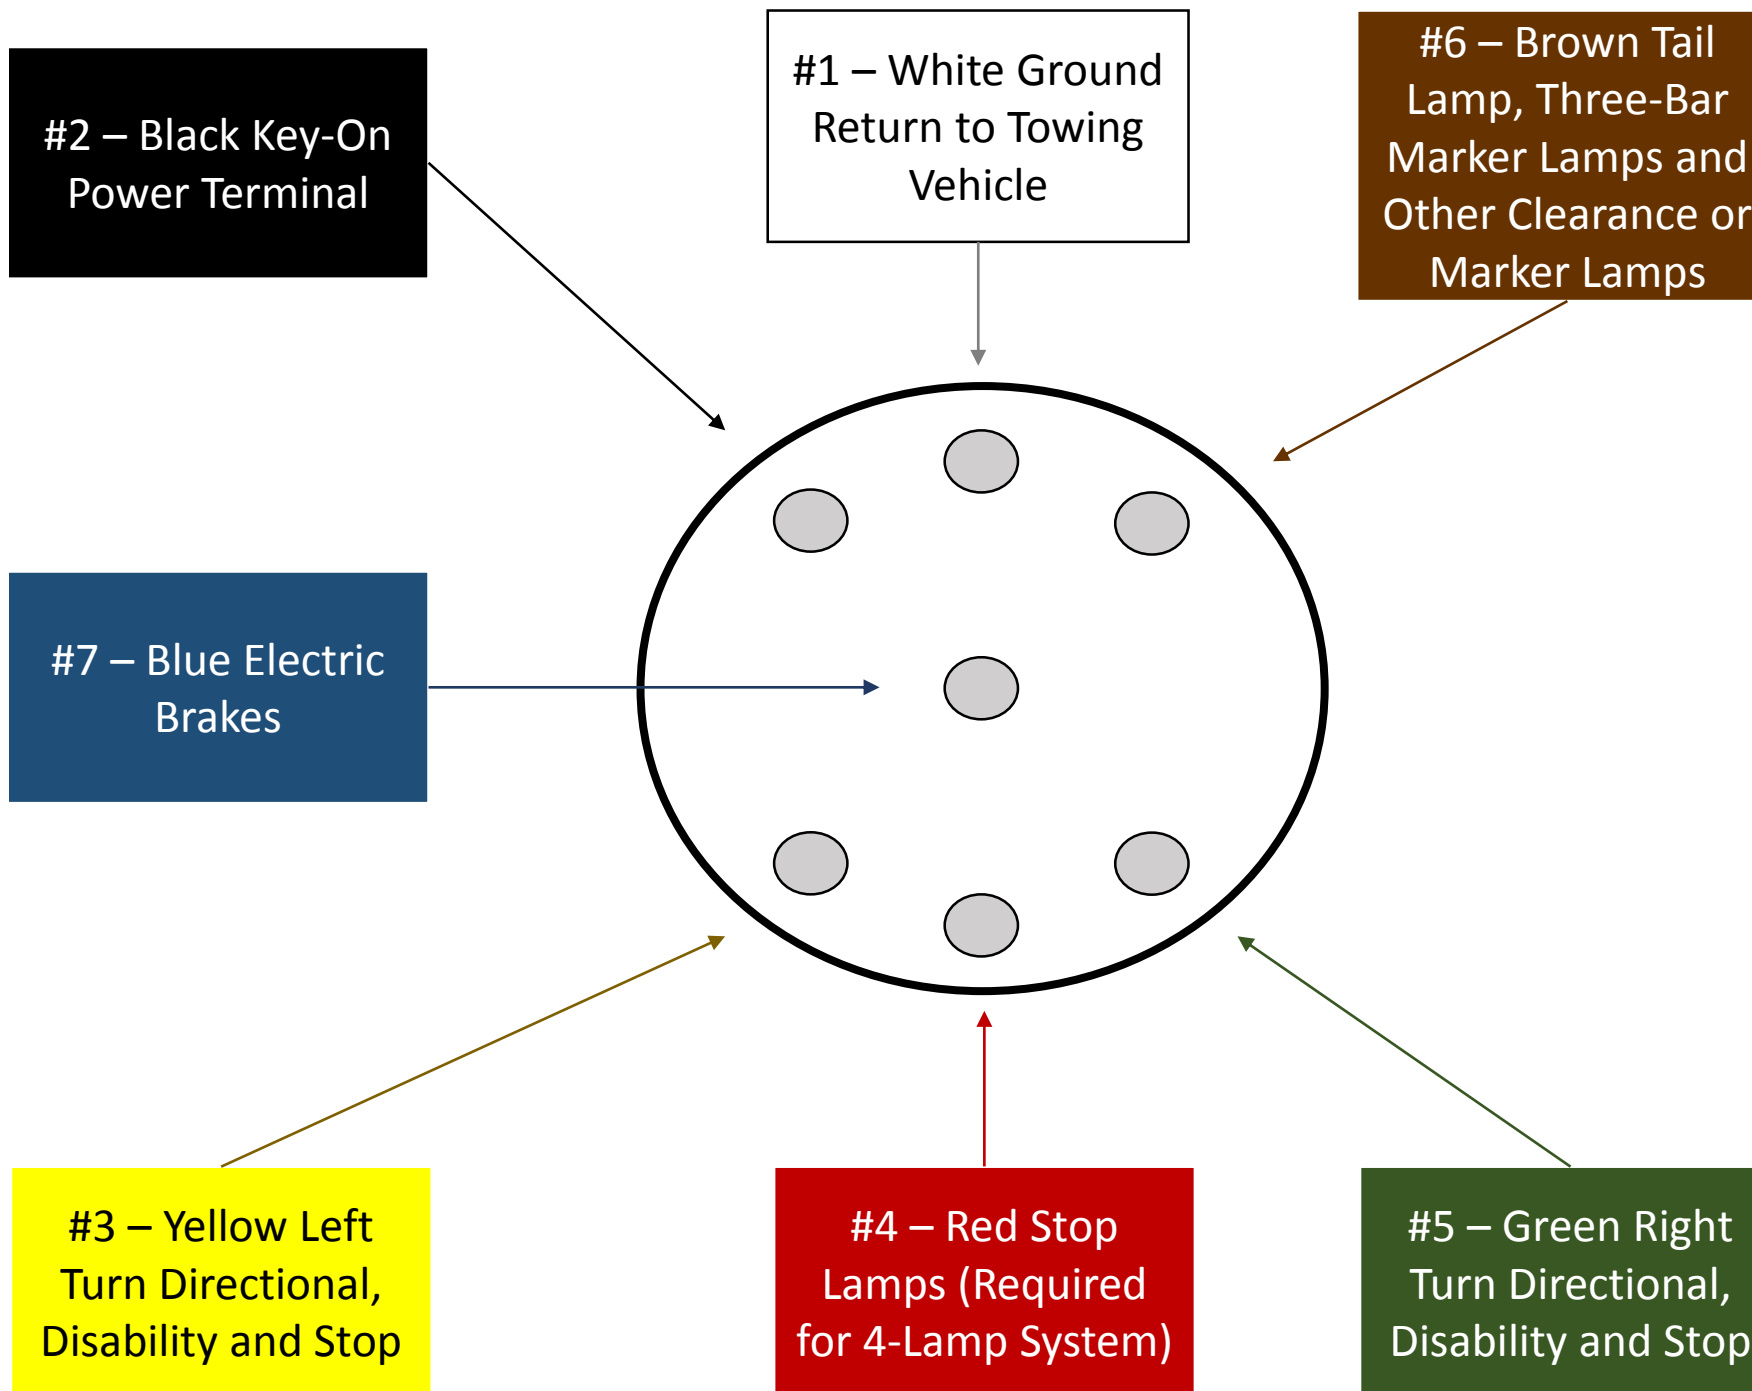 #1 – White Ground
Return to Towing
Vehicle
#6 – Brown Tail
Lamp, Three-Bar
Marker Lamps and
Other Clearance or
Marker Lamps
#2 – Black Key-On
Power Terminal
#7 – Blue Electric
Brakes
#3 – Yellow Left
Turn Directional,
Disability and Stop
#4 – Red Stop
Lamps (Required
for 4-Lamp System)
#5 – Green Right
Turn Directional,
Disability and Stop